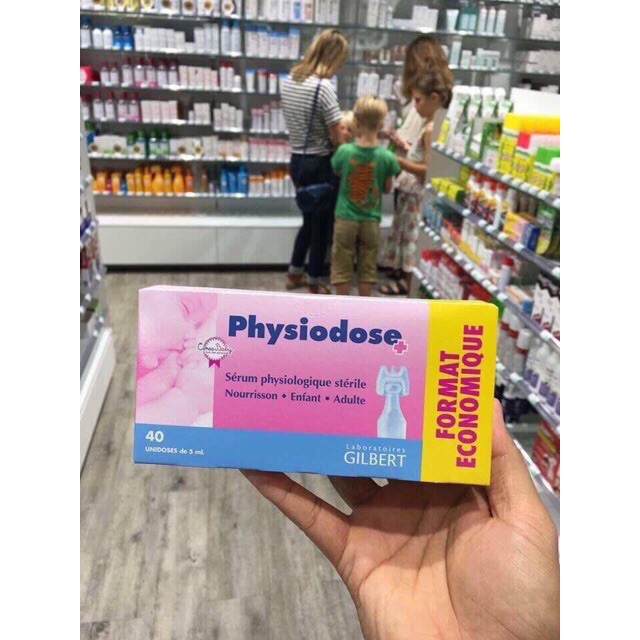 Physiodose
Sérum physiologique stérile
Nourrisson • Enfant • Adulte
40
UNIDOSES de 5 mL
Laboratoires
GILBERT
FORMAT
ECONOMIQUE